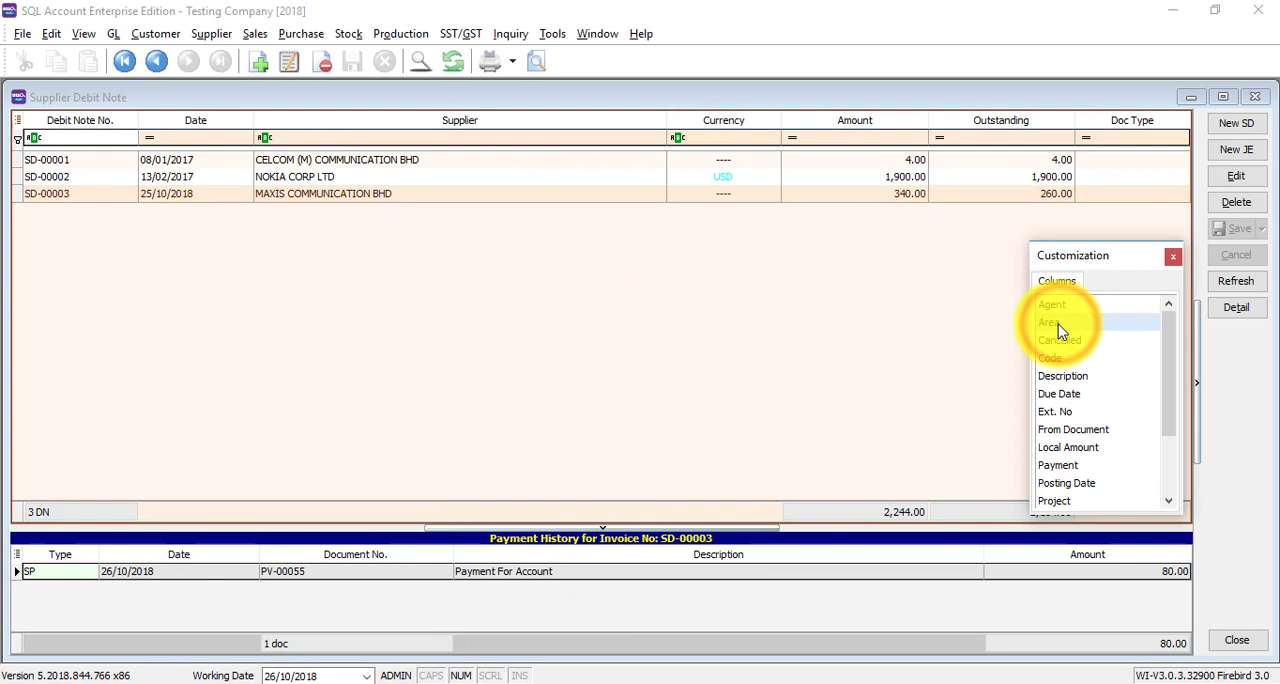 SQL Account Enterprise Edition - Testing Company [2018]
File Edit View GL Customer Supplier Sales Purchase Stock Production SST/GST Inquiry Tools Window Help
Supplier Debit Note
Debit Note No. Date Supplier Currency Amount Outstanding Doc Type
ABC = ABC ABC = = =
SD-00001 08/01/2017 CELCOM (M) COMMUNICATION BHD ---- 4.00 4.00
SD-00002 13/02/2017 NOKIA CORP LTD USD 1,900.00 1,900.00
SD-00003 25/10/2018 MAXIS COMMUNICATION BHD ---- 340.00 260.00
3 DN 2,244.00
New SD
New JE
Edit
Delete
Save
Cancel
Refresh
Detail
Customization x
Columns
Agent
Area
Cancelled
Code
Description
Due Date
Ext. No
From Document
Local Amount
Payment
Posting Date
Project
Payment History for Invoice No: SD-00003
Type Date Document No. Description Amount
SP 26/10/2018 PV-00055 Payment For Account 80.00
1 doc 80.00
Close
Version 5.2018.844.766 x86 Working Date 26/10/2018 ADMIN CAPS NUM SCRL INS WI-V3.0.3.32900 Firebird 3.0